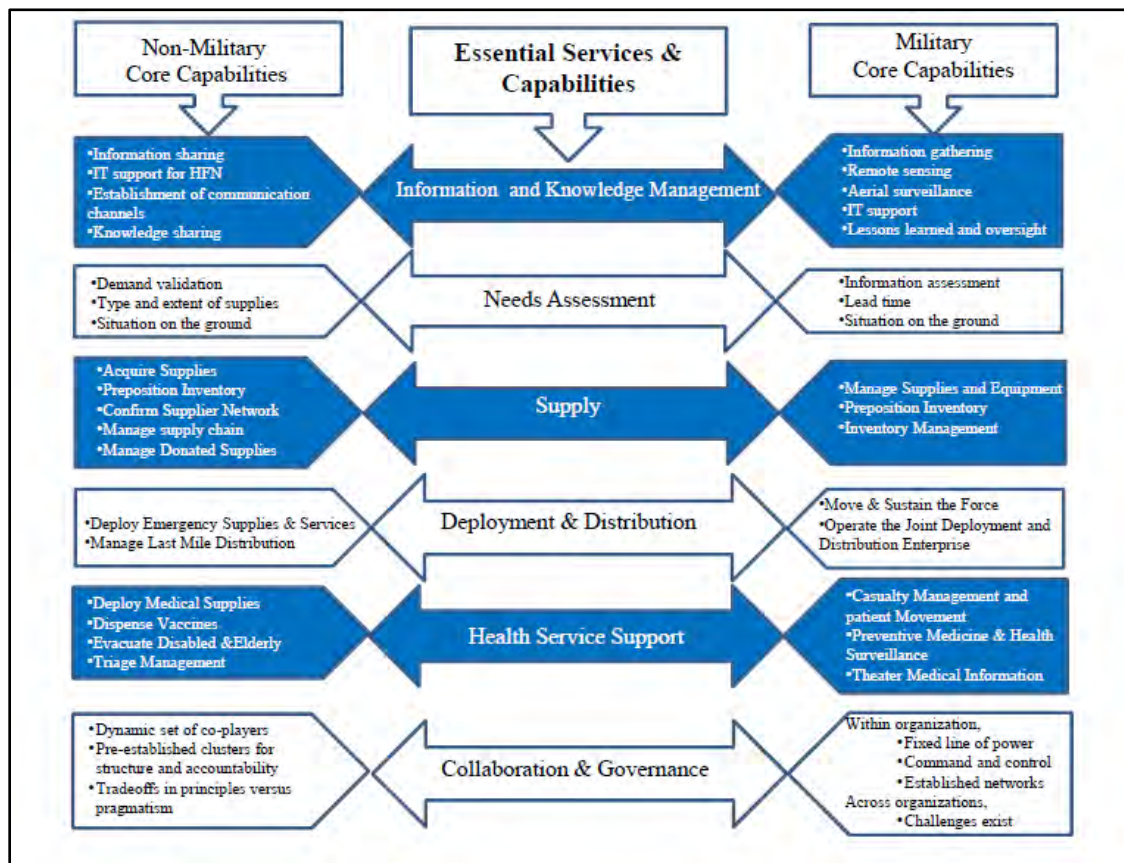 Non-Military
Core Capabilities
Essential Services &
Capabilities
Military
Core Capabilities
•Information sharing
•IT support for HFN
•Establishment of communication
channels
•Knowledge sharing
Information and Knowledge Management
•Information gathering
•Remote sensing
•Aerial surveillance
•IT support
•Lessons learned and oversight
•Demand validation
•Type and extent of supplies
•Situation on the ground
Needs Assessment
•Information assessment
•Lead time
•Situation on the ground
•Acquire Supplies
•Preposition Inventory
•Confirm Supplier Network
•Manage supply chain
•Manage Donated Supplies
Supply
•Manage Supplies and Equipment
•Preposition Inventory
•Inventory Management
•Deploy Emergency Supplies & Services
•Manage Last Mile Distribution
Deployment & Distribution
•Move & Sustain the Force
•Operate the Joint Deployment and
Distribution Enterprise
•Deploy Medical Supplies
•Dispense Vaccines
•Evacuate Disabled &Elderly
•Triage Management
Health Service Support
•Casualty Management and
patient Movement
•Preventive Medicine & Health
Surveillance
•Theater Medical Information
•Dynamic set of co-players
•Pre-established clusters for
structure and accountability
•Tradeoffs in principles versus
pragmatism
Collaboration & Governance
Within organization,
•Fixed line of power
•Command and control
•Established networks
Across organizations,
•Challenges exist